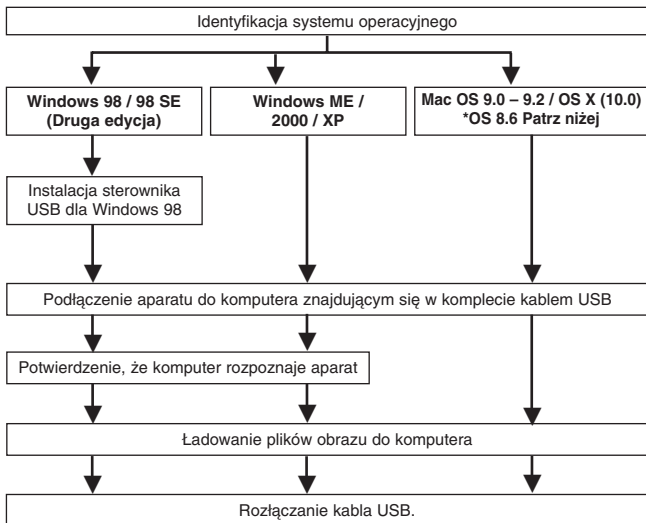 Identyfikacja systemu operacyjnego
Windows 98 / 98 SE
(Druga edycja)
Windows ME /
2000 / XP
Mac OS 9.0 – 9.2 / OS X (10.0)
*OS 8.6 Patrz niżej
Instalacja sterownika
USB dla Windows 98
Podłączenie aparatu do komputera znajdującym się w komplecie kablem USB
Potwierdzenie, że komputer rozpoznaje aparat
Ładowanie plików obrazu do komputera
Rozłączanie kabla USB.